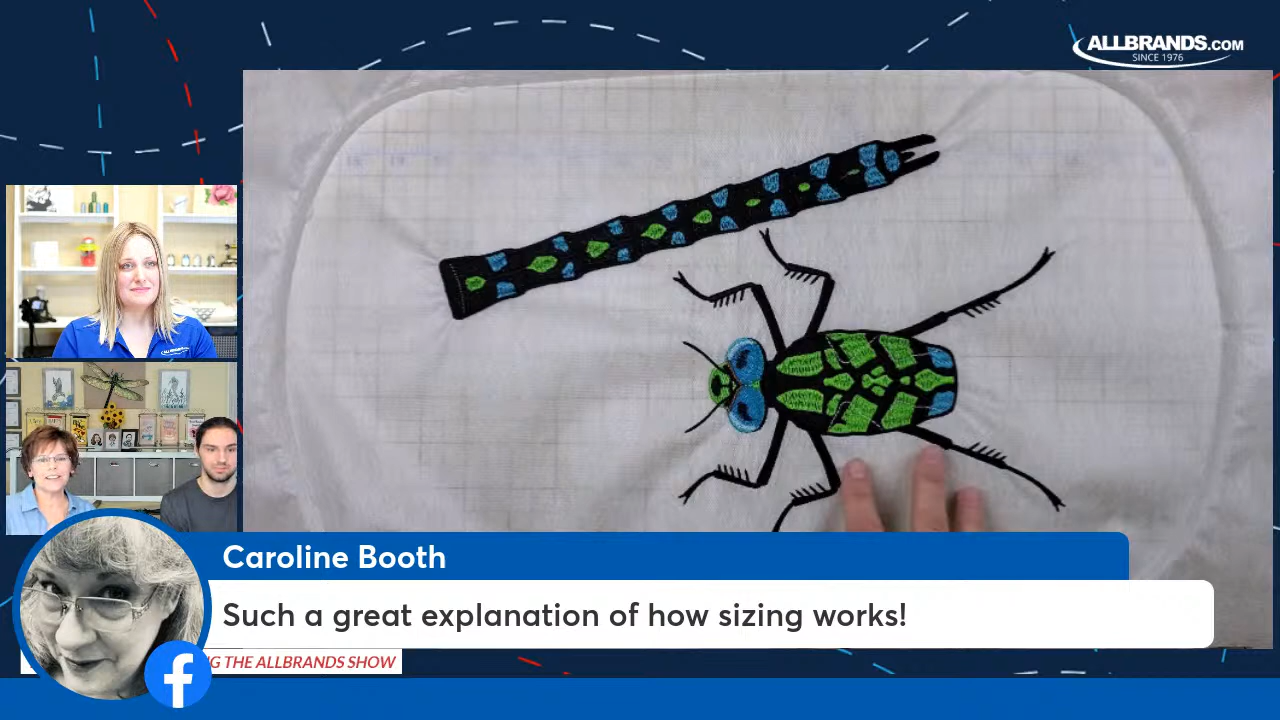 ALLBRANDS.COM
SINCE 1976
Caroline Booth
Such a great explanation of how sizing works!
THE ALLBRANDS SHOW